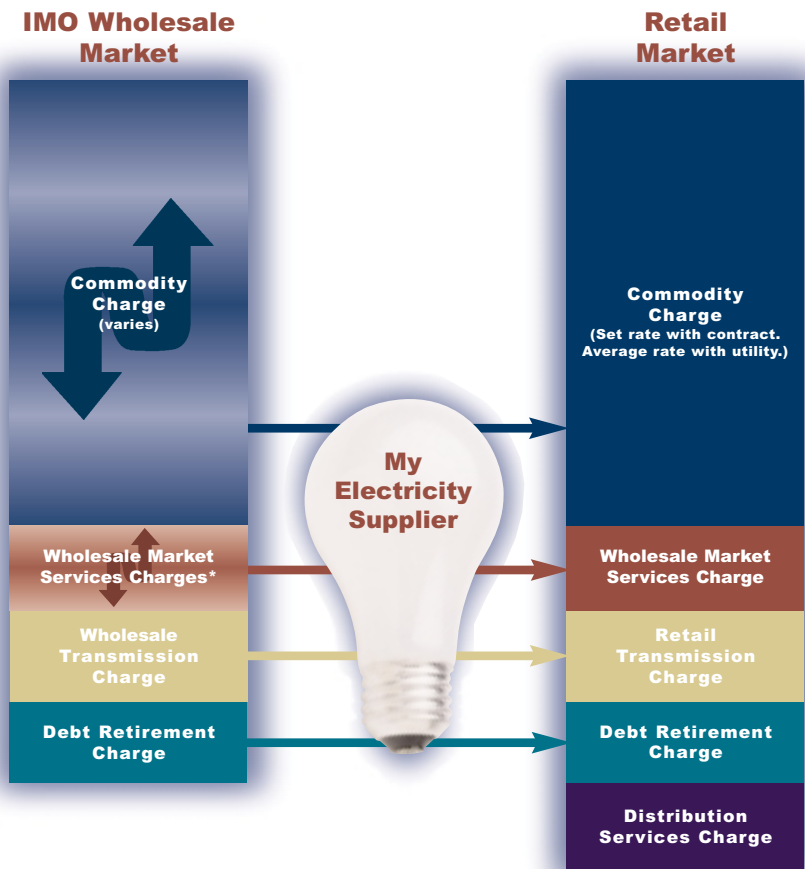 IMO Wholesale
Market
Commodity
Charge
(varies)
Wholesale Market
Services Charges*
Wholesale
Transmission
Charge
Debt Retirement
Charge
My
Electricity
Supplier
Retail
Market
Commodity
Charge
(Set rate with contract.
Average rate with utility.)
Wholesale Market
Services Charge
Retail
Transmission
Charge
Debt Retirement
Charge
Distribution
Services Charge